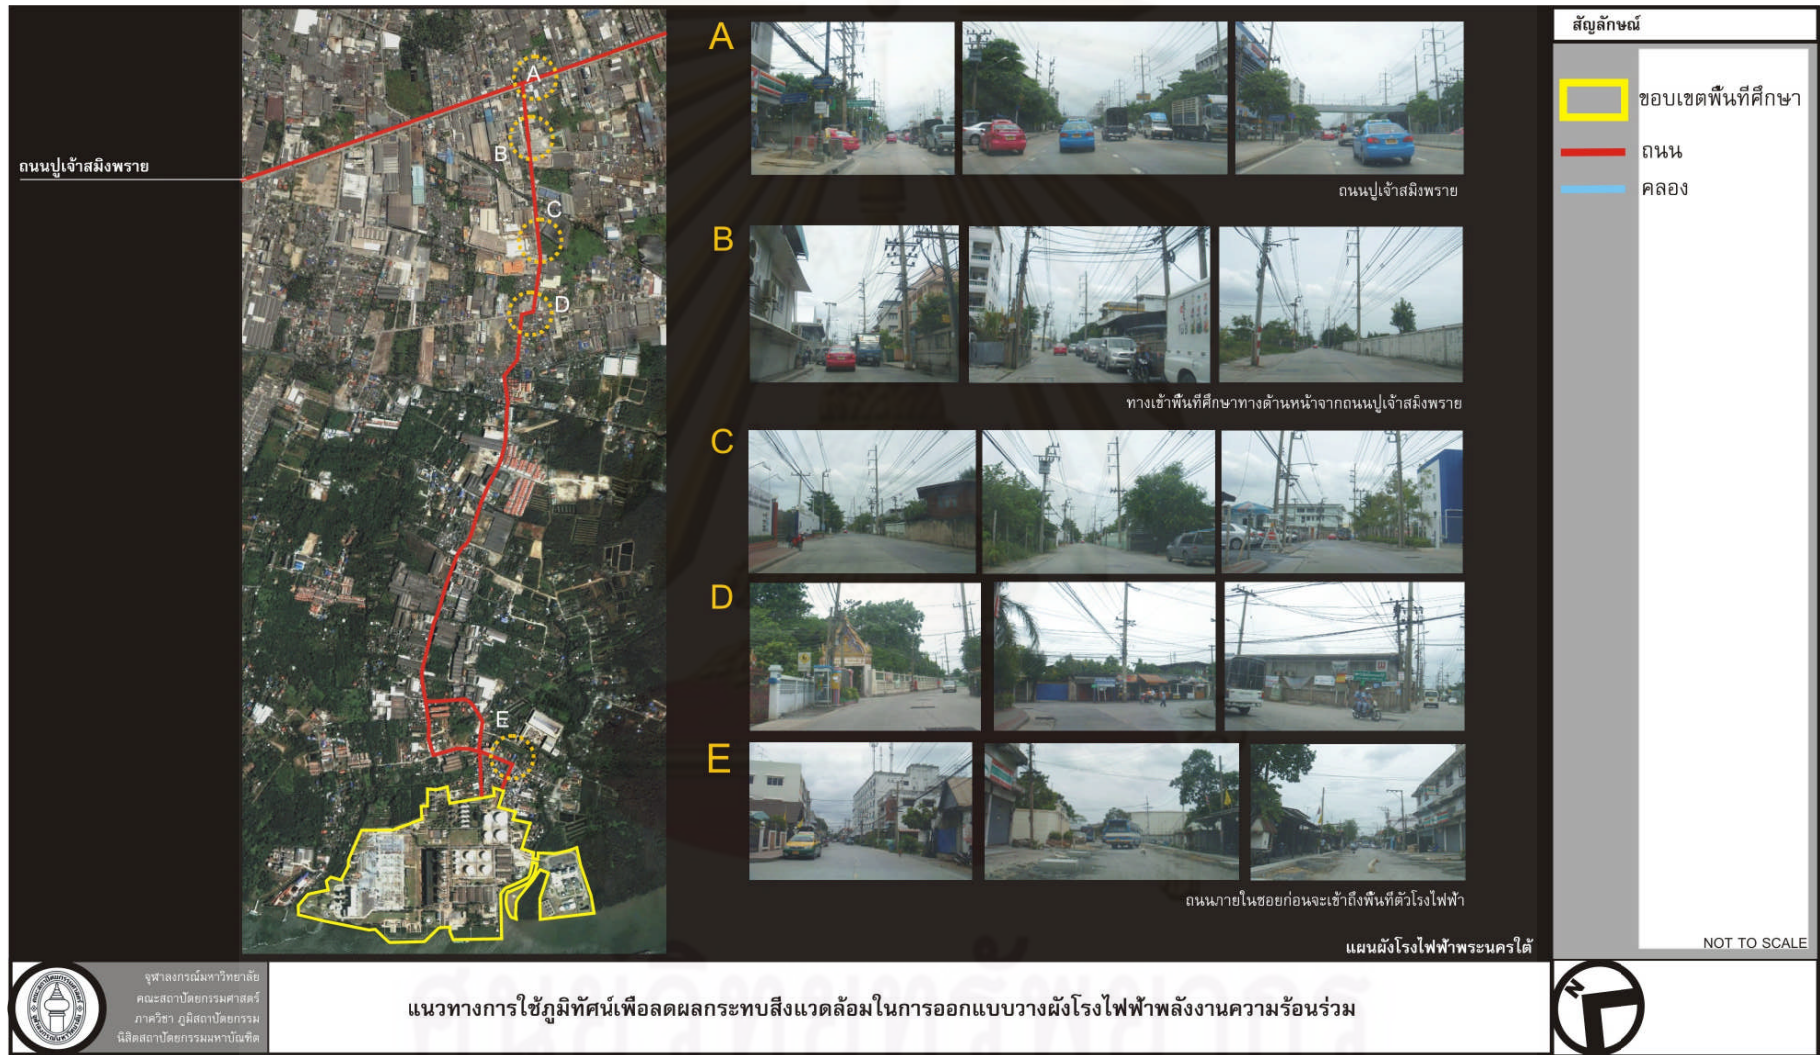 ถนนปู่เจ้าสมิงพราย
A
B
C
D
E
A
ถนนปู่เจ้าสมิงพราย
B
ทางเข้าพื้นที่ศึกษาทางด้านหน้าจากถนนปู่เจ้าสมิงพราย
C
D
E
ถนนภายในซอยก่อนจะเข้าถึงพื้นที่ตัวโรงไฟฟ้า
แผนผังโรงไฟฟ้าพระนครใต้
สัญลักษณ์
ขอบเขตพื้นที่ศึกษา
ถนน
คลอง
NOT TO SCALE
จุฬาลงกรณ์มหาวิทยาลัย
คณะสถาปัตยกรรมศาสตร์
ภาควิชา ภูมิสถาปัตยกรรม
นิสิตสถาปัตยกรรมมหาบัณฑิต
แนวทางการใช้ภูมิทัศน์เพื่อลดผลกระทบสิ่งแวดล้อมในการออกแบบวางผังโรงไฟฟ้าพลังงานความร้อนร่วม
N